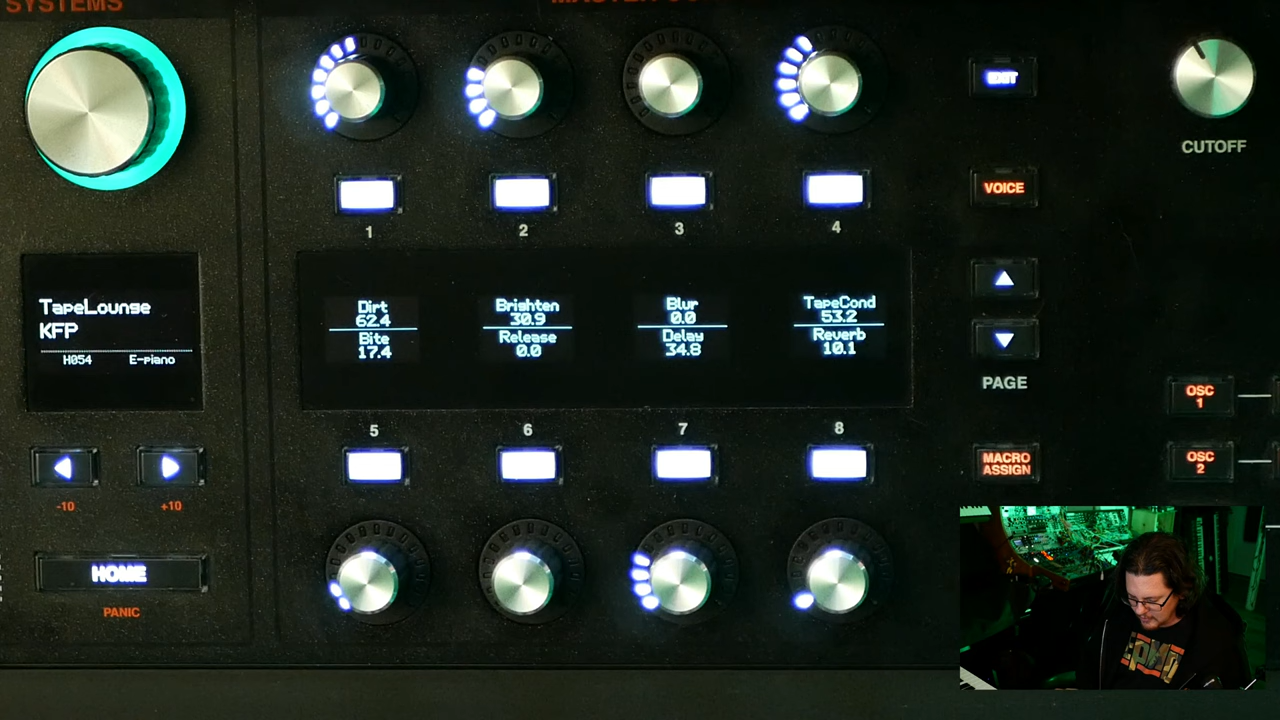 SYSTEMS
EXIT
CUTOFF
VOICE
1
2
3
4
TapeLounge
KFP
H054 E-piano
Dirt
62.4
Bite
17.4
Brighten
30.9
Release
0.0
Blur
0.0
Delay
34.8
TapeCond
53.2
Reverb
10.1
PAGE
OSC
1
5
6
7
8
MACRO
ASSIGN
OSC
2
-10
+10
HOME
PANIC